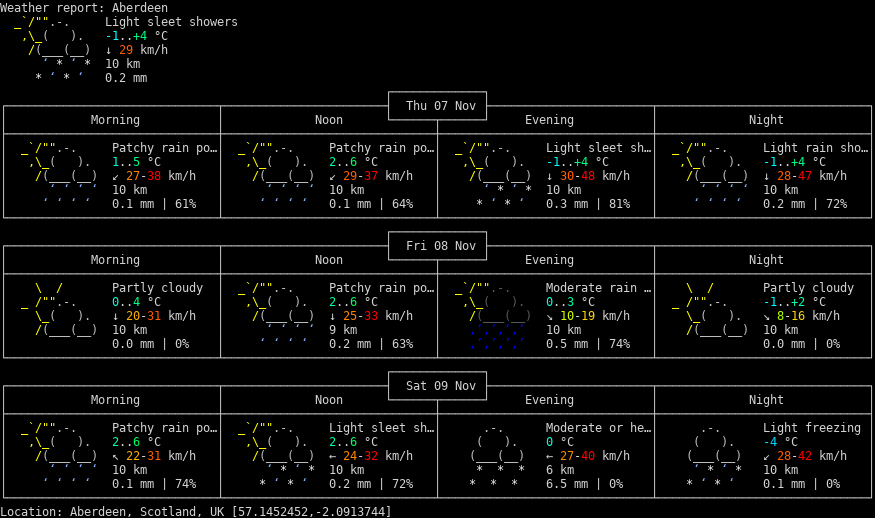 Weather report: Aberdeen
Light sleet showers
-1..+4 °C
↓ 29 km/h
10 km
0.2 mm
Thu 07 Nov
Morning Noon Evening Night
Patchy rain po… Patchy rain po… Light sleet sh… Light rain sho…
1..5 °C 2..6 °C -1..+4 °C -1..+4 °C
↙ 27-38 km/h ↙ 29-37 km/h ↓ 30-48 km/h ↓ 28-47 km/h
10 km 10 km 10 km 10 km
0.1 mm | 61% 0.1 mm | 64% 0.3 mm | 81% 0.2 mm | 72%
Fri 08 Nov
Morning Noon Evening Night
Partly cloudy Patchy rain po… Moderate rain … Partly cloudy
0..4 °C 2..6 °C 0..3 °C -1..+2 °C
↓ 20-31 km/h ↓ 25-33 km/h ↘ 10-19 km/h ↘ 8-16 km/h
10 km 9 km 10 km 10 km
0.0 mm | 0% 0.2 mm | 63% 0.5 mm | 74% 0.0 mm | 0%
Sat 09 Nov
Morning Noon Evening Night
Patchy rain po… Light sleet sh… Moderate or he… Light freezing
2..6 °C 2..6 °C 0 °C -4 °C
↖ 22-31 km/h ← 24-32 km/h ← 27-40 km/h ↙ 28-42 km/h
10 km 10 km 6 km 10 km
0.1 mm | 74% 0.2 mm | 72% 6.5 mm | 0% 0.1 mm | 0%
Location: Aberdeen, Scotland, UK [57.1452452,-2.0913744]